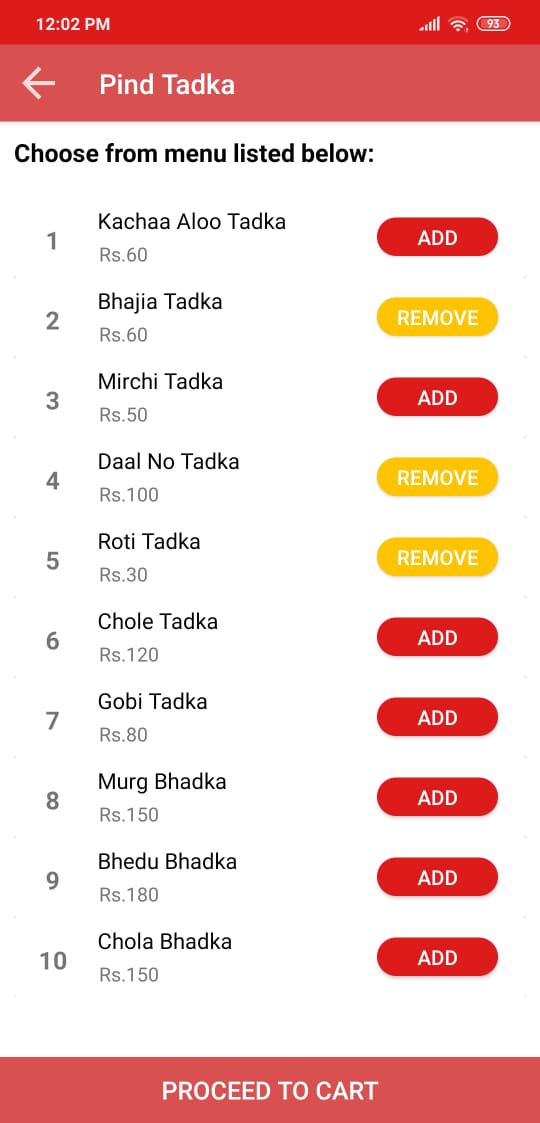 12:02 PM 93
Pind Tadka
Choose from menu listed below:
1 Kachaa Aloo Tadka ADD
Rs.60
2 Bhajia Tadka REMOVE
Rs.60
3 Mirchi Tadka ADD
Rs.50
4 Daal No Tadka REMOVE
Rs.100
5 Roti Tadka REMOVE
Rs.30
6 Chole Tadka ADD
Rs.120
7 Gobi Tadka ADD
Rs.80
8 Murg Bhadka ADD
Rs.150
9 Bhedu Bhadka ADD
Rs.180
10 Chola Bhadka ADD
Rs.150
PROCEED TO CART